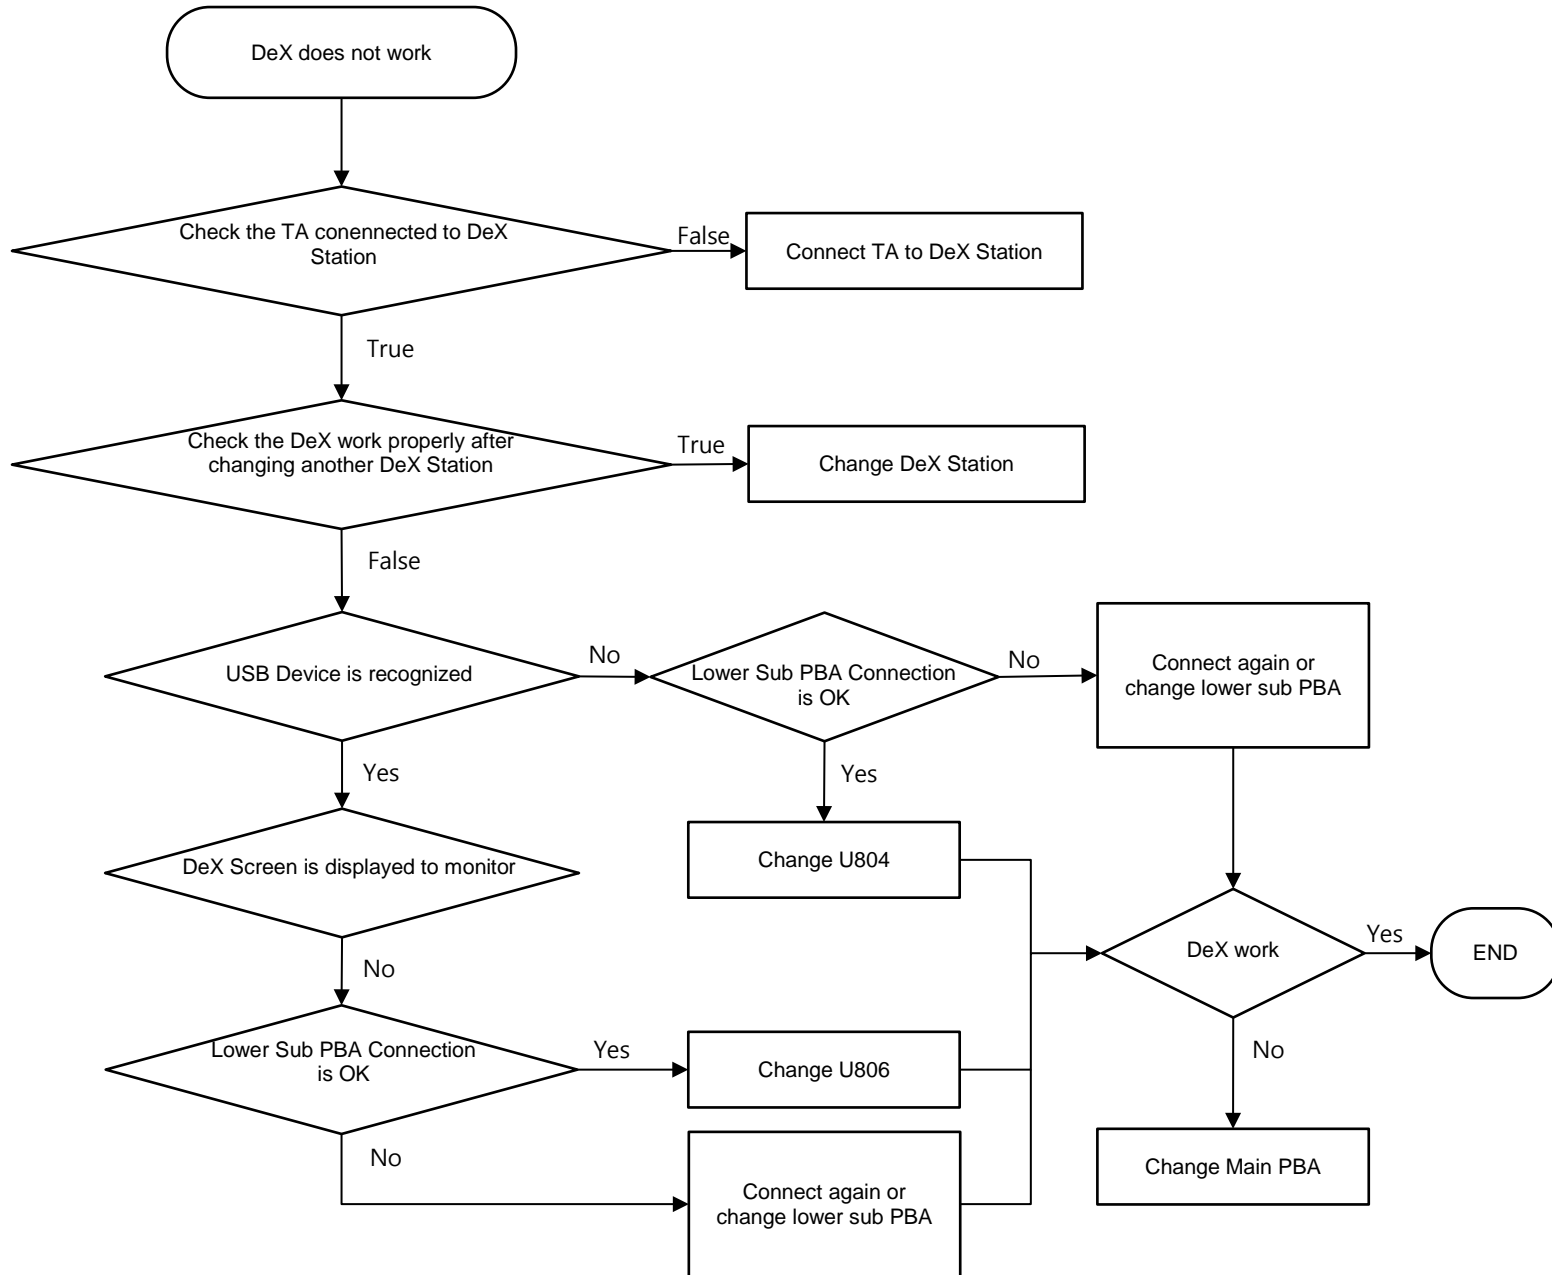 DeX does not work
Check the TA conennected to DeX
Station
False
Connect TA to DeX Station
True
Check the DeX work properly after
changing another DeX Station
True
Change DeX Station
False
USB Device is recognized
No
Lower Sub PBA Connection
is OK
No
Connect again or
change lower sub PBA
Yes
Yes
DeX Screen is displayed to monitor
Change U804
DeX work
Yes
END
No
Lower Sub PBA Connection
is OK
Yes
Change U806
No
No
Connect again or
change lower sub PBA
Change Main PBA